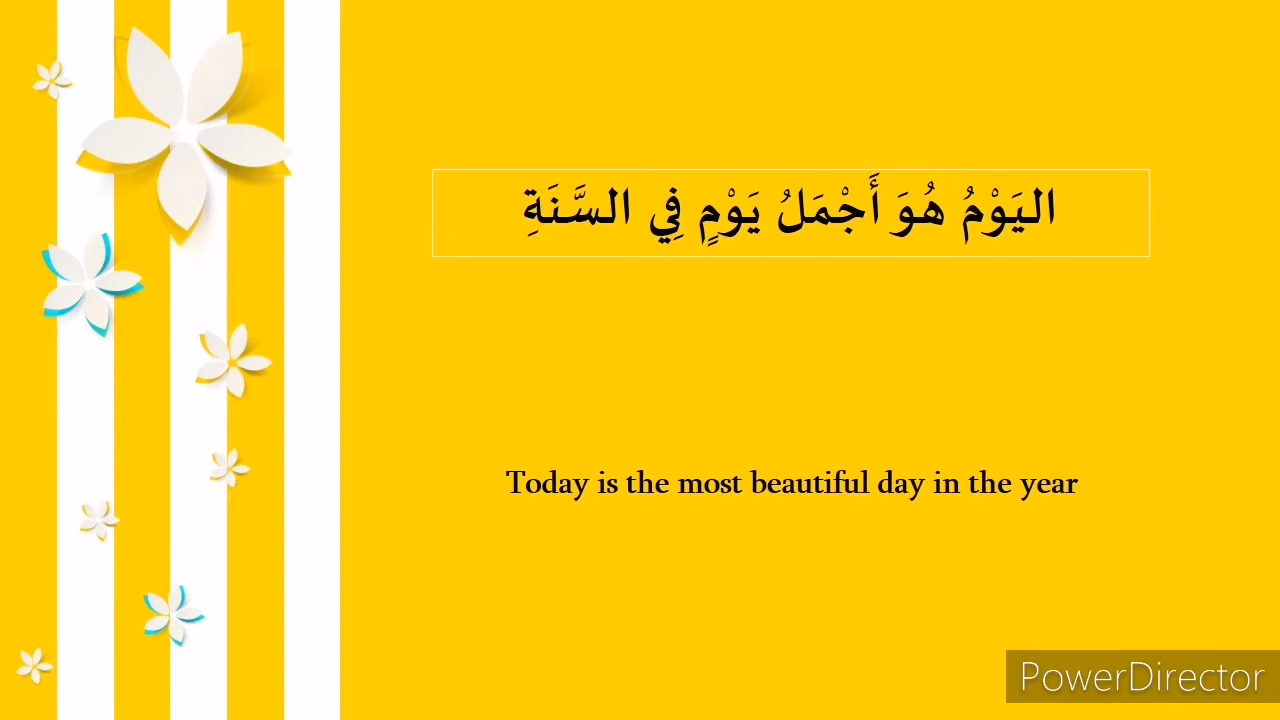 اليَوْمُ هُوَ أَجْمَلُ يَوْمٍ فِي السَّنَةِ
Today is the most beautiful day in the year
PowerDirector